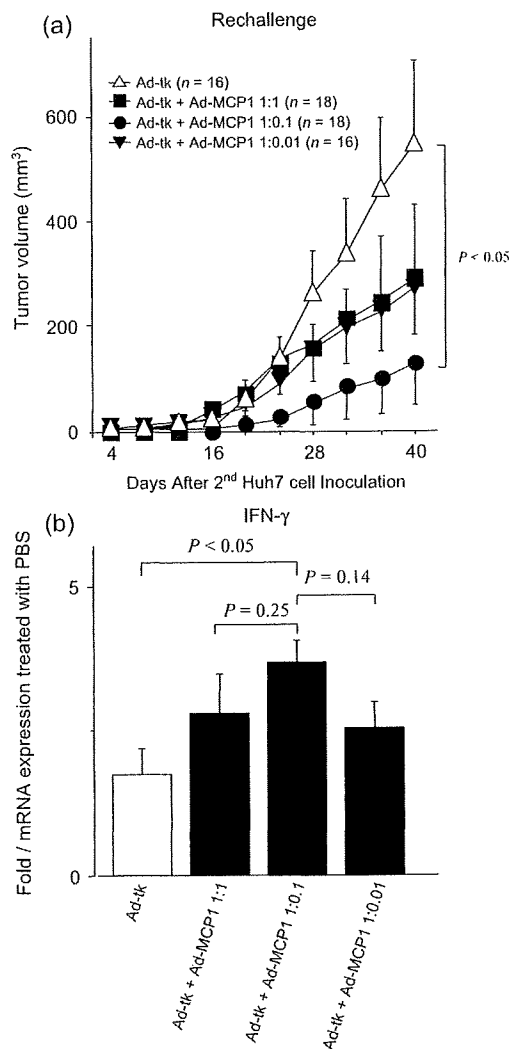 (a)
Rechallenge
Ad-tk (n = 16)
Ad-tk + Ad-MCP1 1:1 (n = 18)
Ad-tk + Ad-MCP1 1:0.1 (n = 18)
Ad-tk + Ad-MCP1 1:0.01 (n = 16)
Tumor volume (mm³)
600
400
200
0
P < 0.05
4
16
28
40
Days After 2nd Huh7 cell Inoculation
(b)
IFN-γ
Fold / mRNA expression treated with PBS
5
0
P < 0.05
P = 0.14
P = 0.25
Ad-tk
Ad-tk + Ad-MCP1 1:1
Ad-tk + Ad-MCP1 1:0.1
Ad-tk + Ad-MCP1 1:0.01